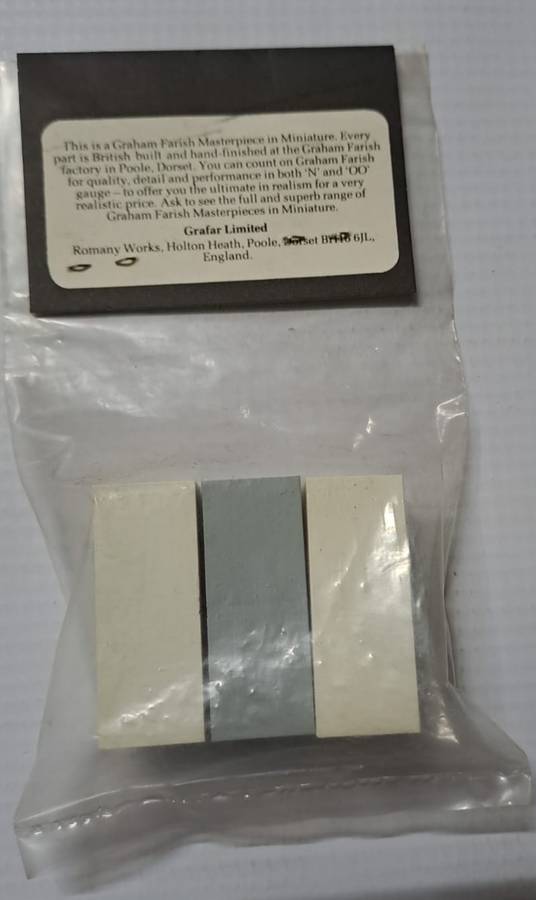 This is a Graham Farish Masterpiece in Miniature. Every
part is British built and hand-finished at the Graham Farish
factory in Poole, Dorset. You can count on Graham Farish
for quality, detail and performance in both 'N' and 'OO'
gauge – to offer you the ultimate in realism for a very
realistic price. Ask to see the full and superb range of
Graham Farish Masterpieces in Miniature.
Grafar Limited
Romany Works, Holton Heath, Poole, Dorset 6JL,
England.